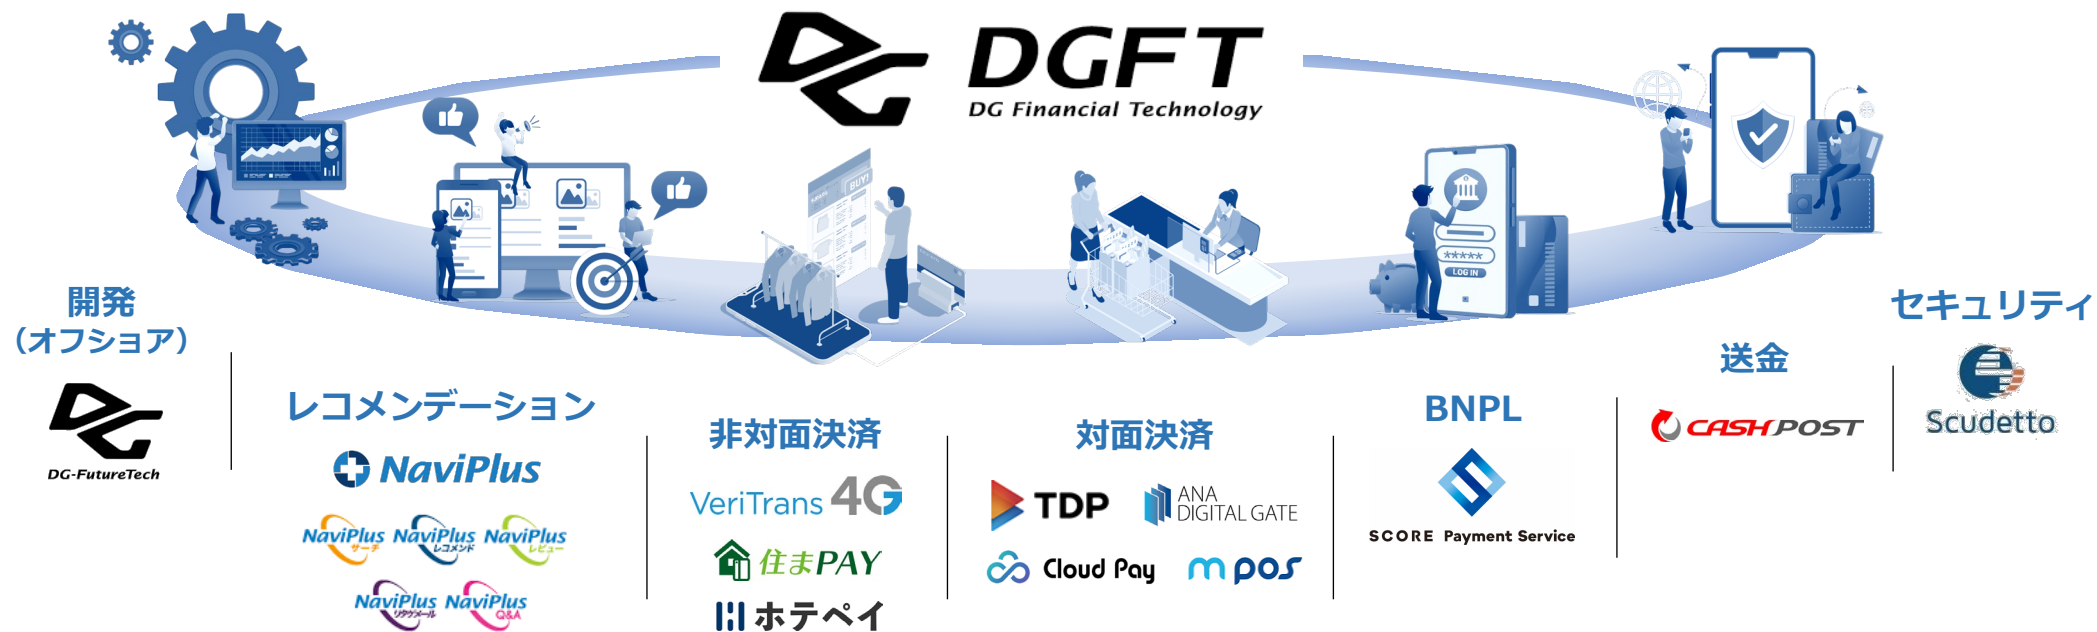 DGFT
DG Financial Technology
BUY!
*****
LOG IN
開発
（オフショア）
DG-FutureTech
レコメンデーション
NaviPlus
NaviPlus サーチ
NaviPlus レコメンド
NaviPlus レビュー
NaviPlus リタゲメール
NaviPlus Q&A
非対面決済
VeriTrans 4G
住まPAY
ホテペイ
対面決済
TDP
ANA
DIGITAL GATE
Cloud Pay
mpos
BNPL
SCORE Payment Service
送金
CASHPOST
セキュリティ
Scudetto